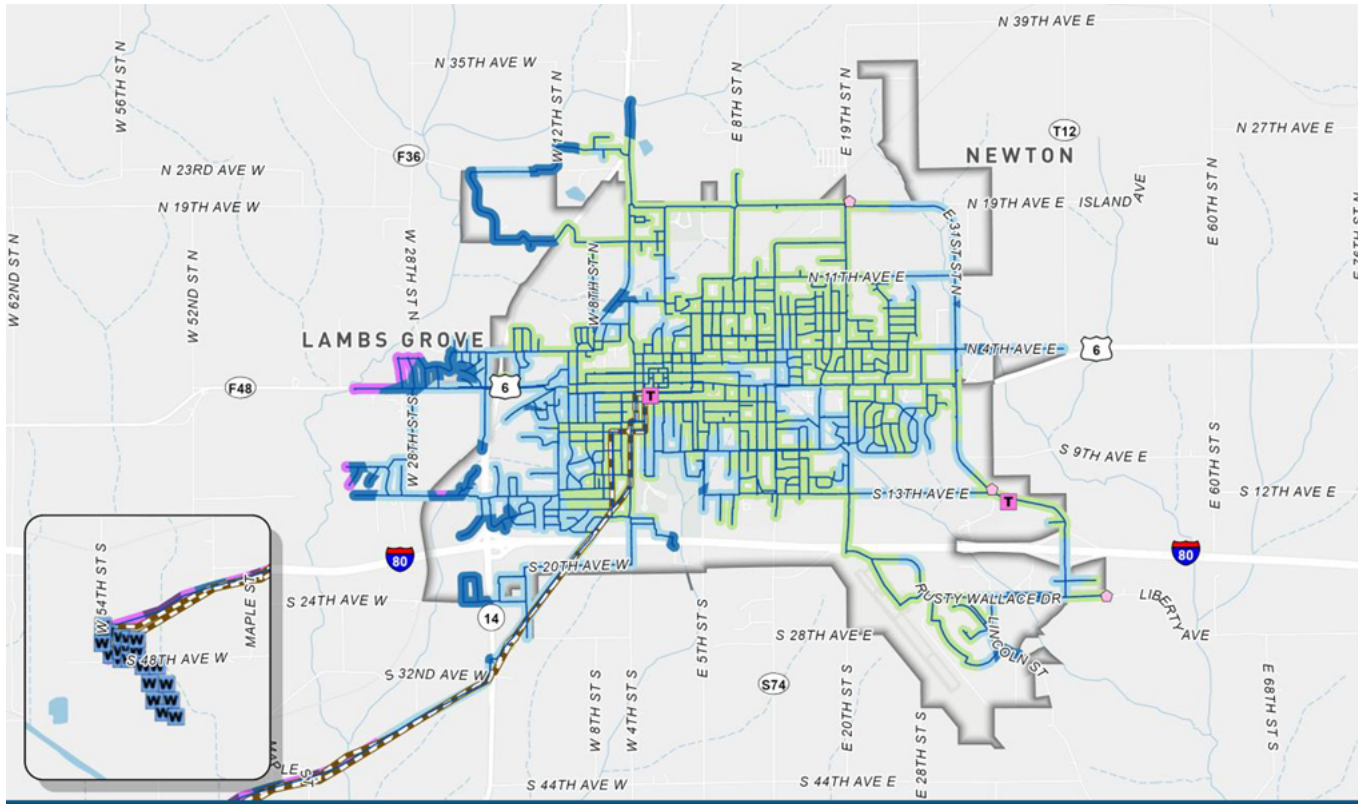 N 39TH AVE E
N 35TH AVE W
W 56TH ST N
W 12TH ST N
E 8TH ST N
E 19TH ST N
T12
N 27TH AVE E
F36
NEWTON
N 23RD AVE W
N 19TH AVE W
N 19TH AVE E
ISLAND AVE
E 60TH ST N
E 31ST ST N
W 62ND ST N
W 52ND ST N
W 28TH ST N
W 8TH ST N
E 76TH ST N
N 11TH AVE E
LAMBS GROVE
N 4TH AVE E
6
F48
6
T
W 28TH ST S
S 9TH AVE E
E 60TH ST S
S 13TH AVE E
T
S 12TH AVE E
80
80
S 20TH AVE W
S 24TH AVE W
14
RUSTY WALLACE DR
LIBERTY AVE
LINCOLN ST
S 28TH AVE E
E 5TH ST S
S 32ND AVE W
S74
W 8TH ST S
W 4TH ST S
E 20TH ST S
E 28TH ST S
E 68TH ST S
S 44TH AVE W
S 44TH AVE E
W 54TH ST S
MAPLE ST
S 48TH AVE W
W W W
W W
W W
W W
W W